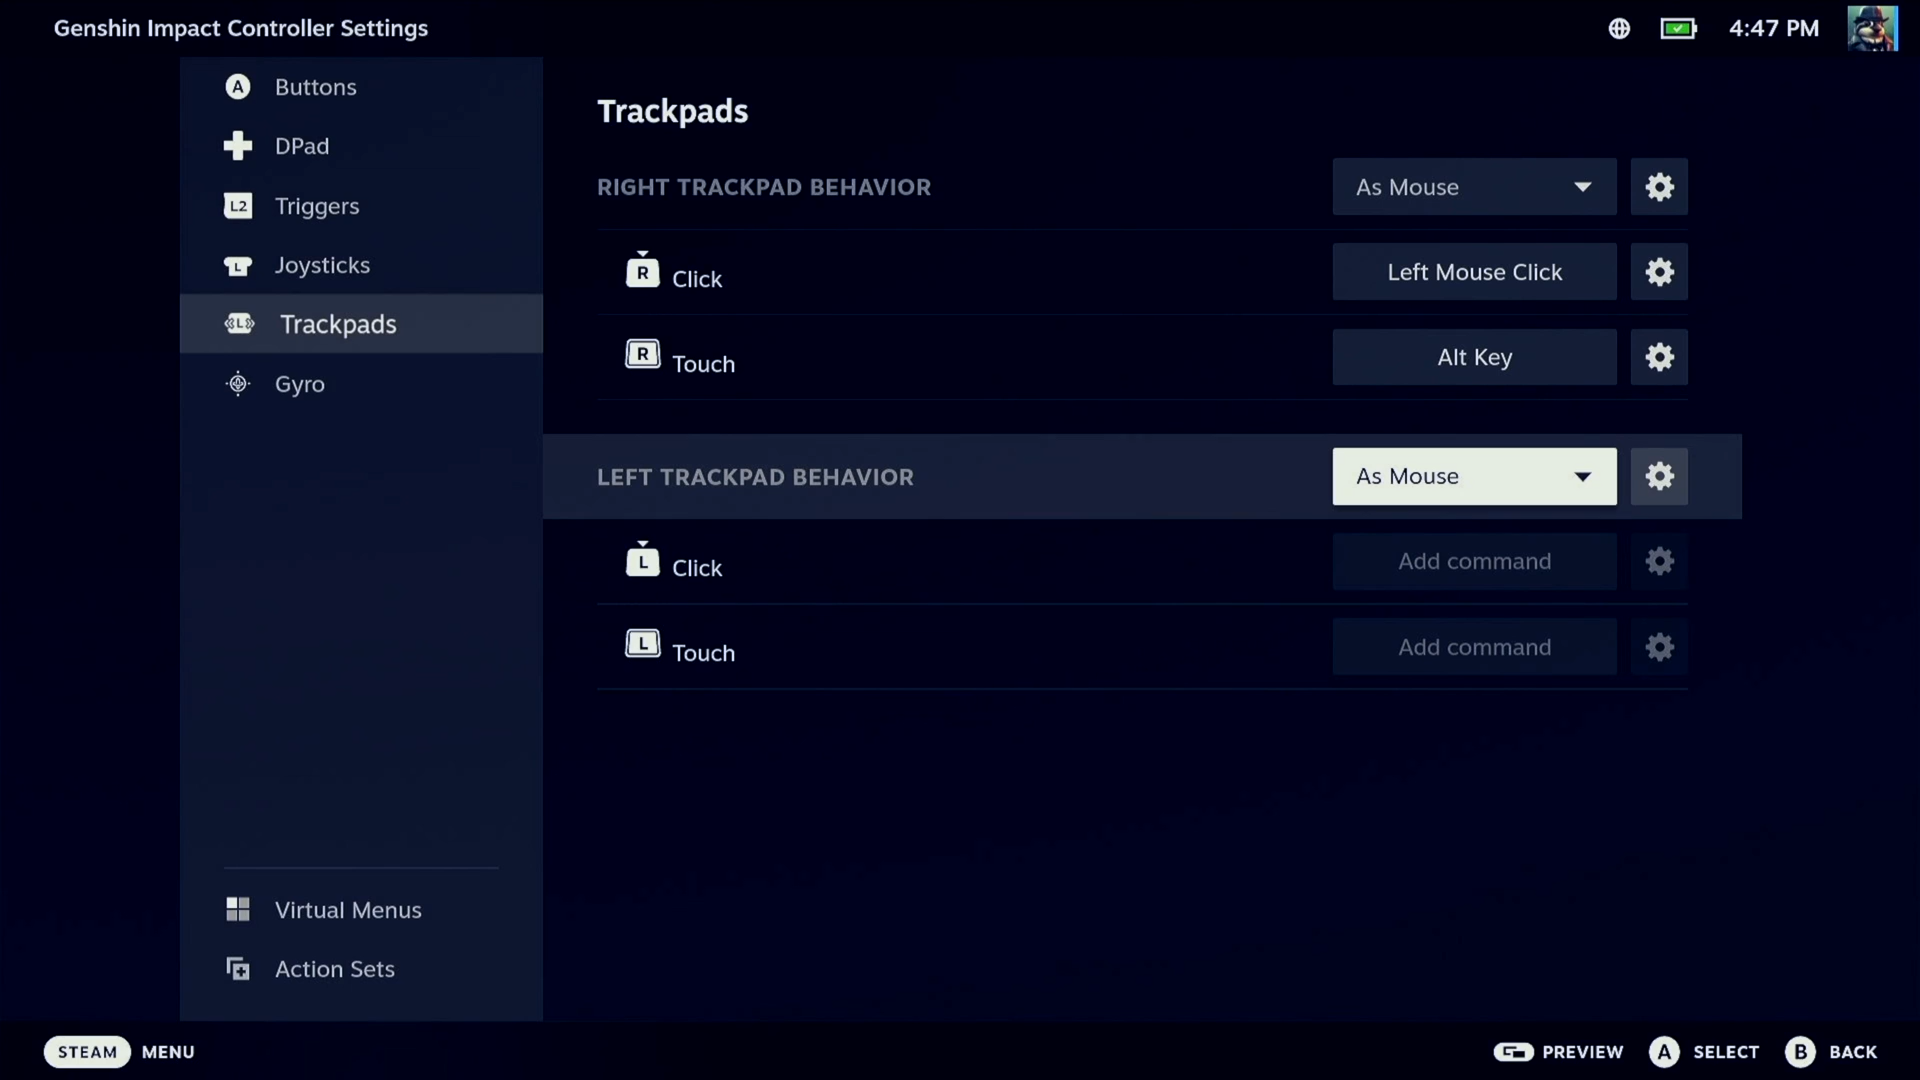 Genshin Impact Controller Settings
4:47 PM
A Buttons
DPad
L2 Triggers
L Joysticks
L Trackpads
Gyro
Virtual Menus
Action Sets
Trackpads
RIGHT TRACKPAD BEHAVIOR
As Mouse
R Click
Left Mouse Click
R Touch
Alt Key
LEFT TRACKPAD BEHAVIOR
As Mouse
L Click
Add command
L Touch
Add command
STEAM MENU
PREVIEW
A SELECT
B BACK